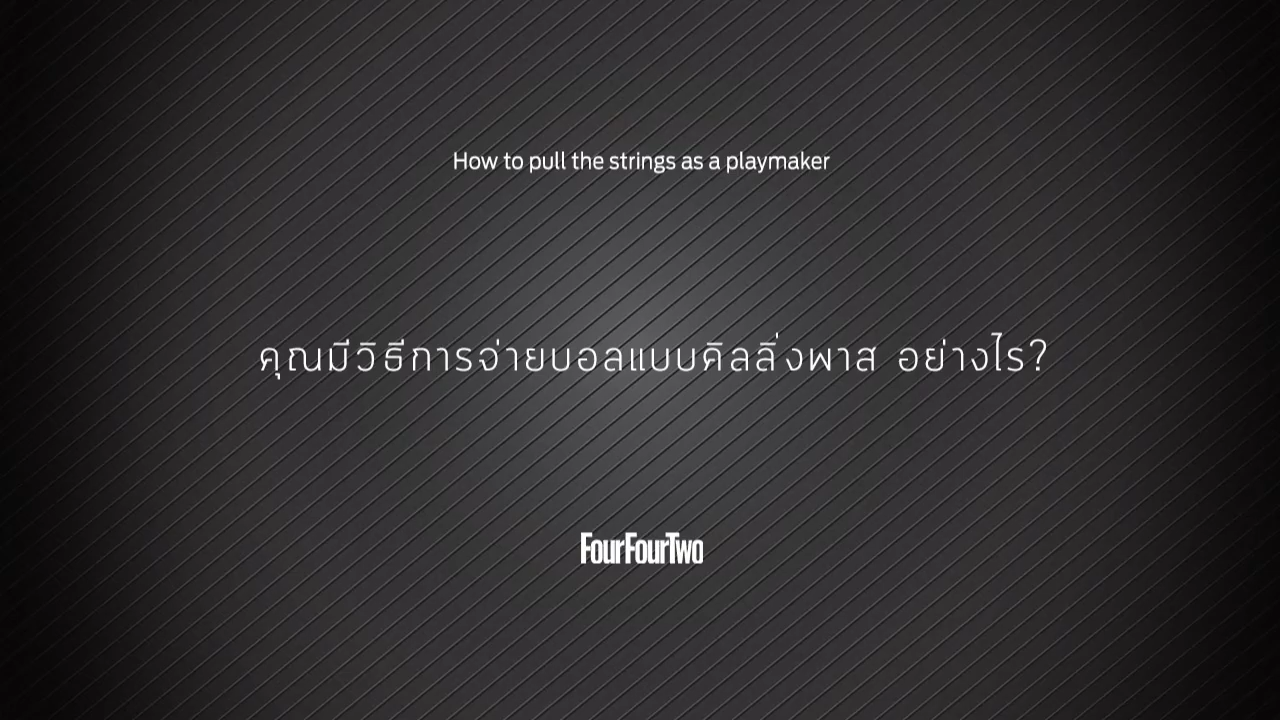 How to pull the strings as a playmaker
คุณมีวิธีการจ่ายบอลแบบคิลลิ่งพาส อย่างไร?
FourFourTwo